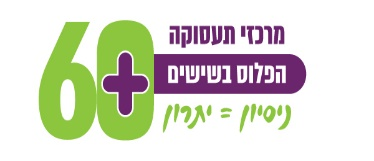 מרכזי תעסוקה
הפלוס בשישים
ניסיון = יתרון
60+